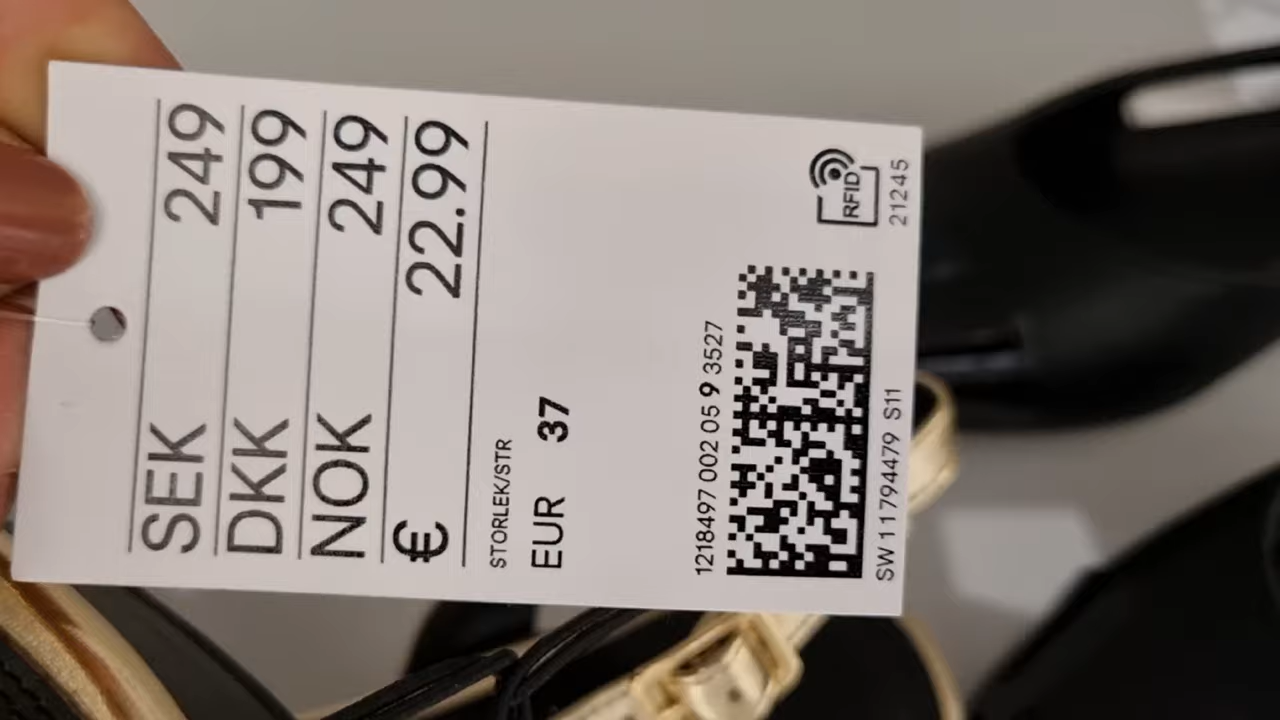 SEK 249
DKK 199
NOK 249
€ 22.99
STORLEK/STR
EUR 37
1218497 002 05 9 3527
RFID
21245
SW 11794479 S11